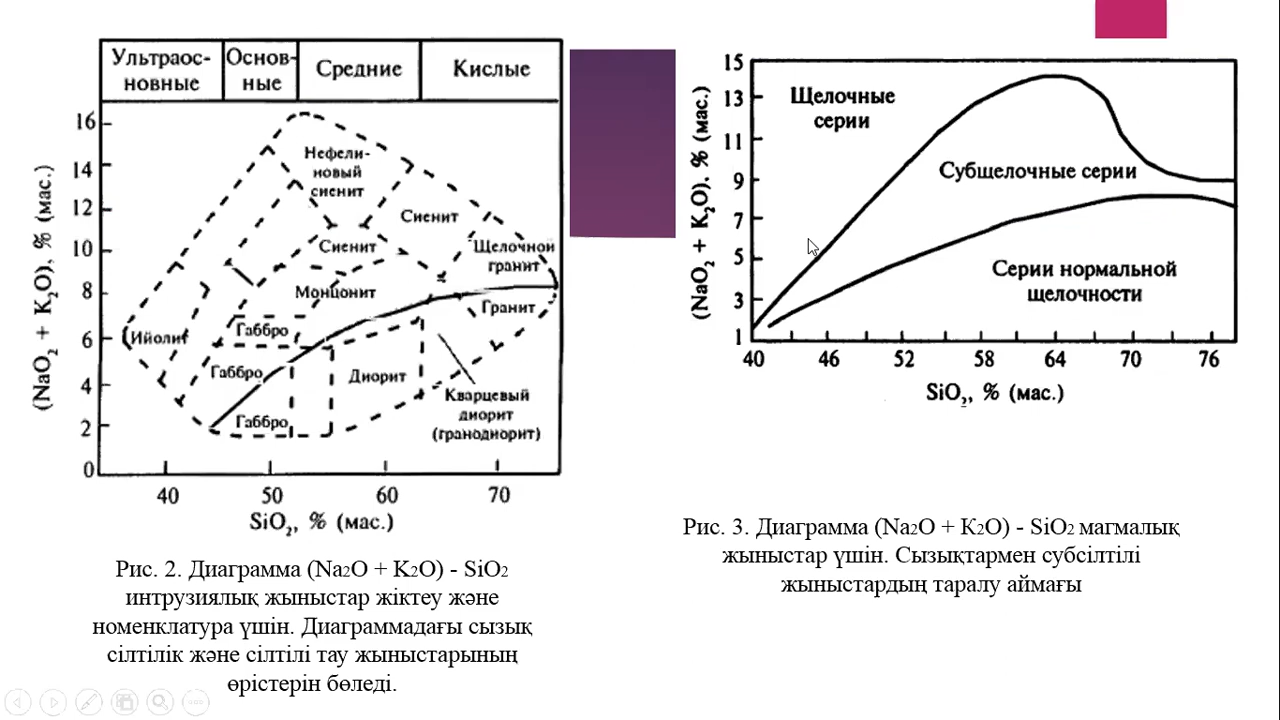 Ультраос-
новные
Основ-
ные
Средние
Кислые
(NaO2 + K2O), % (мас.)
16
14
12
10
8
6
4
2
0
Нефели-
новый
сиенит
Сиенит
Сиенит
Щелочной
гранит
Монцонит
Гранит
Габбро
Ийолит
Габбро
Диорит
Кварцевый
диорит
(гранодиорит)
Габбро
40 50 60 70
SiO2, % (мас.)
Рис. 2. Диаграмма (Na2O + K2O) - SiO2
интрузиялық жыныстар жіктеу және
номенклатура үшін. Диаграммадағы сызық
сілтілік және сілтілі тау жыныстарының
өрістерін бөледі.
(NaO2 + K2O), % (мас.)
15
13
11
9
7
5
3
1
Щелочные
серии
Субщелочные серии
Серии нормальной
щелочности
40 46 52 58 64 70 76
SiO2, % (мас.)
Рис. 3. Диаграмма (Na2O + К2O) - SiO2 магмалық
жыныстар үшін. Сызықтармен субсілтілі
жыныстардың таралу аймағы